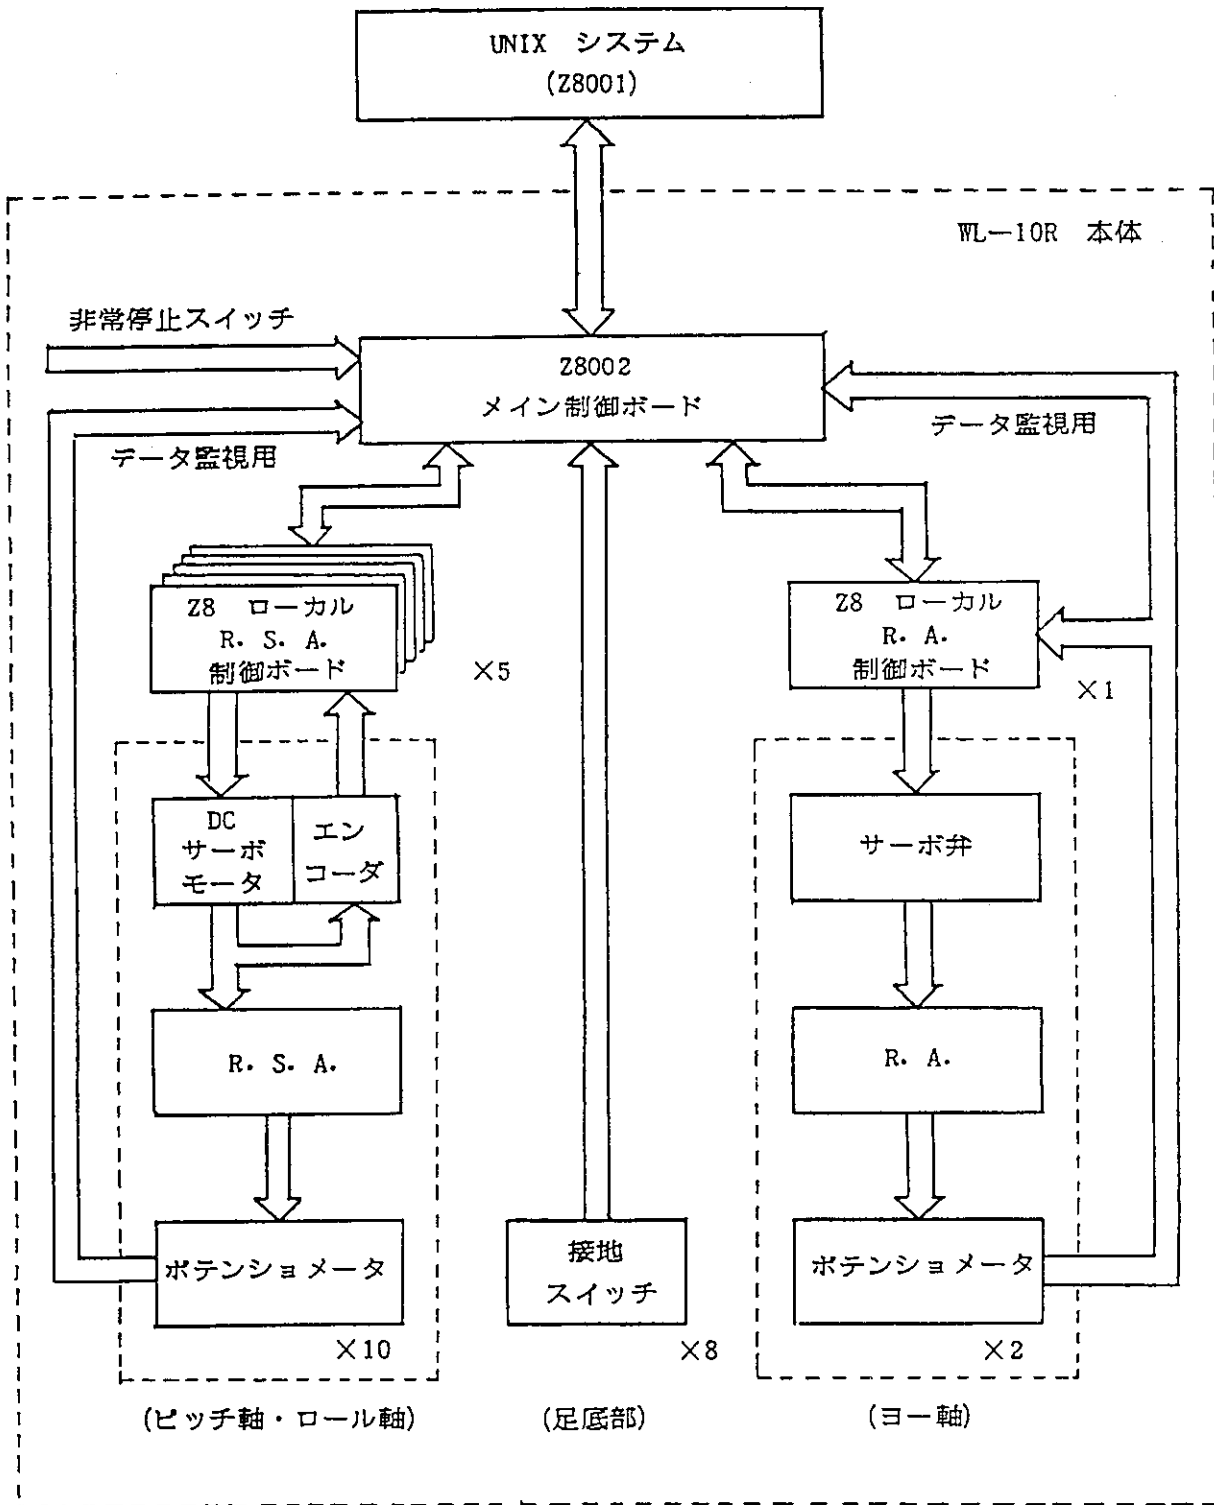 UNIX システム
(Z8001)
WL-10R 本体
非常停止スイッチ
Z8002
メイン制御ボード
データ監視用
データ監視用
Z8 ローカル
R. S. A.
制御ボード
×5
Z8 ローカル
R. A.
制御ボード
×1
DC
サーボ
モータ
エン
コーダ
サーボ弁
R. S. A.
R. A.
ポテンショメータ
×10
接地
スイッチ
×8
ポテンショメータ
×2
(ピッチ軸・ロール軸)
(足底部)
(ヨー軸)